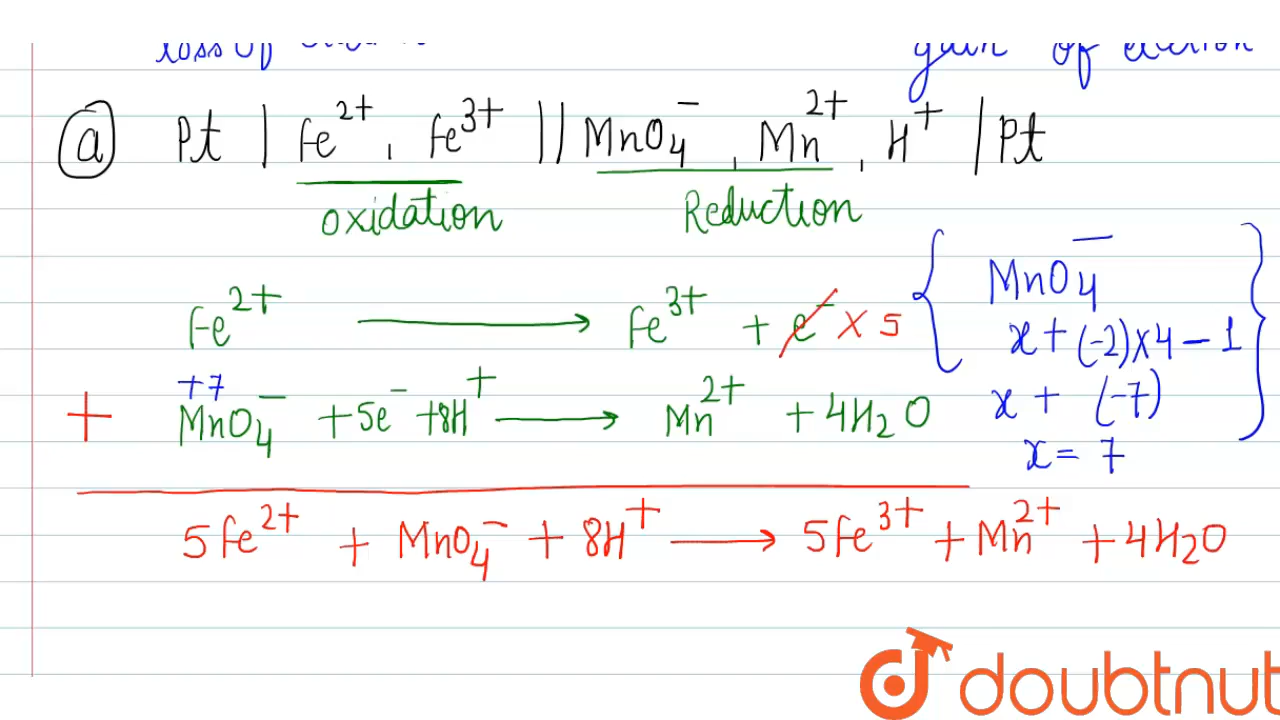 loss of
gain of electron
(a) Pt | Fe²⁺, Fe³⁺ || MnO₄⁻, Mn²⁺, H⁺ | Pt
oxidation Reduction
Fe²⁺ ⟶ Fe³⁺ + e⁻ × 5
+7
+ MnO₄⁻ + 5e⁻ + 8H⁺ ⟶ Mn²⁺ + 4H₂O
{ MnO₄⁻
x + (-2)×4 - 1
x + (-7)
x = 7 }
5Fe²⁺ + MnO₄⁻ + 8H⁺ ⟶ 5Fe³⁺ + Mn²⁺ + 4H₂O
doubtnut